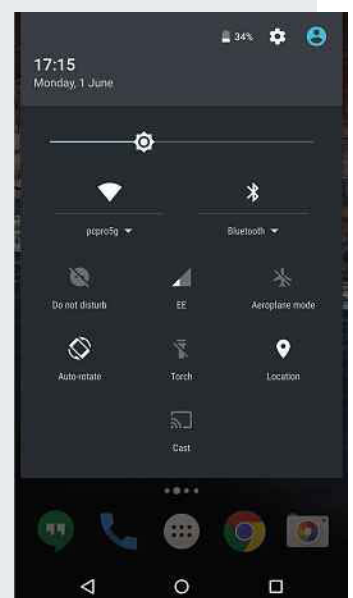 34%
17:15
Monday, 1 June
pcpro5g
Bluetooth
Do not disturb
EE
Aeroplane mode
Auto-rotate
Torch
Location
Cast